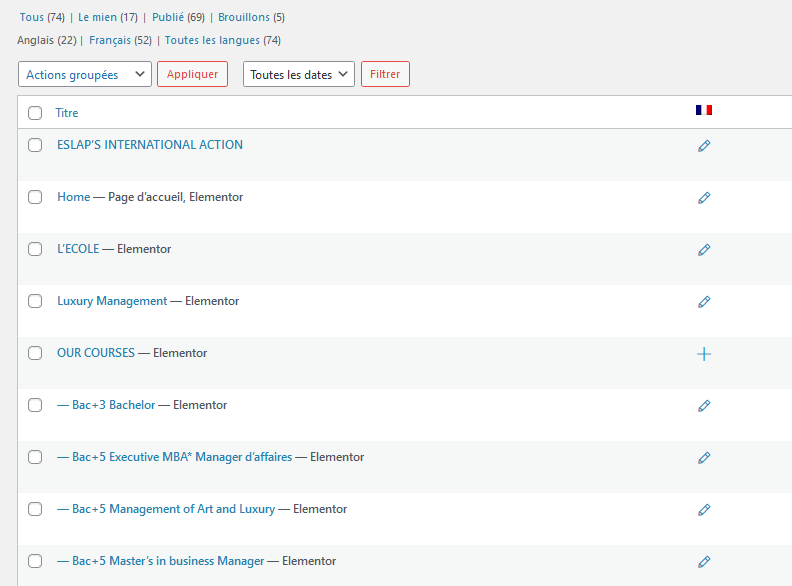 Tous (74) | Le mien (17) | Publié (69) | Brouillons (5)
Anglais (22) | Français (52) | Toutes les langues (74)
Actions groupées Appliquer Toutes les dates Filtrer
Titre
ESLAP'S INTERNATIONAL ACTION
Home — Page d'accueil, Elementor
L'ECOLE — Elementor
Luxury Management — Elementor
OUR COURSES — Elementor
— Bac+3 Bachelor — Elementor
— Bac+5 Executive MBA* Manager d'affaires — Elementor
— Bac+5 Management of Art and Luxury — Elementor
— Bac+5 Master's in business Manager — Elementor